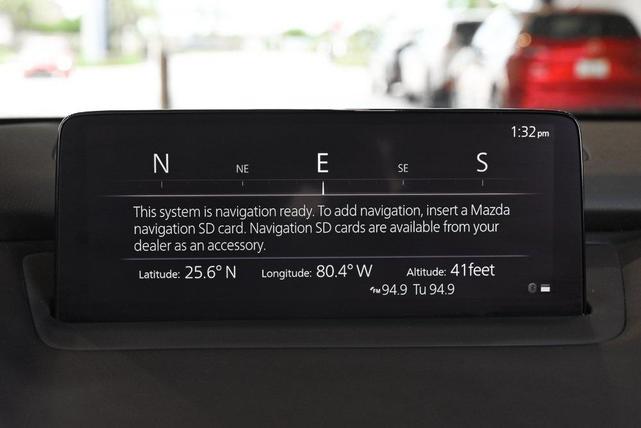 1:32pm
N NE E SE S
This system is navigation ready. To add navigation, insert a Mazda
navigation SD card. Navigation SD cards are available from your
dealer as an accessory.
Latitude: 25.6° N Longitude: 80.4° W Altitude: 41feet
FM 94.9 Tu 94.9